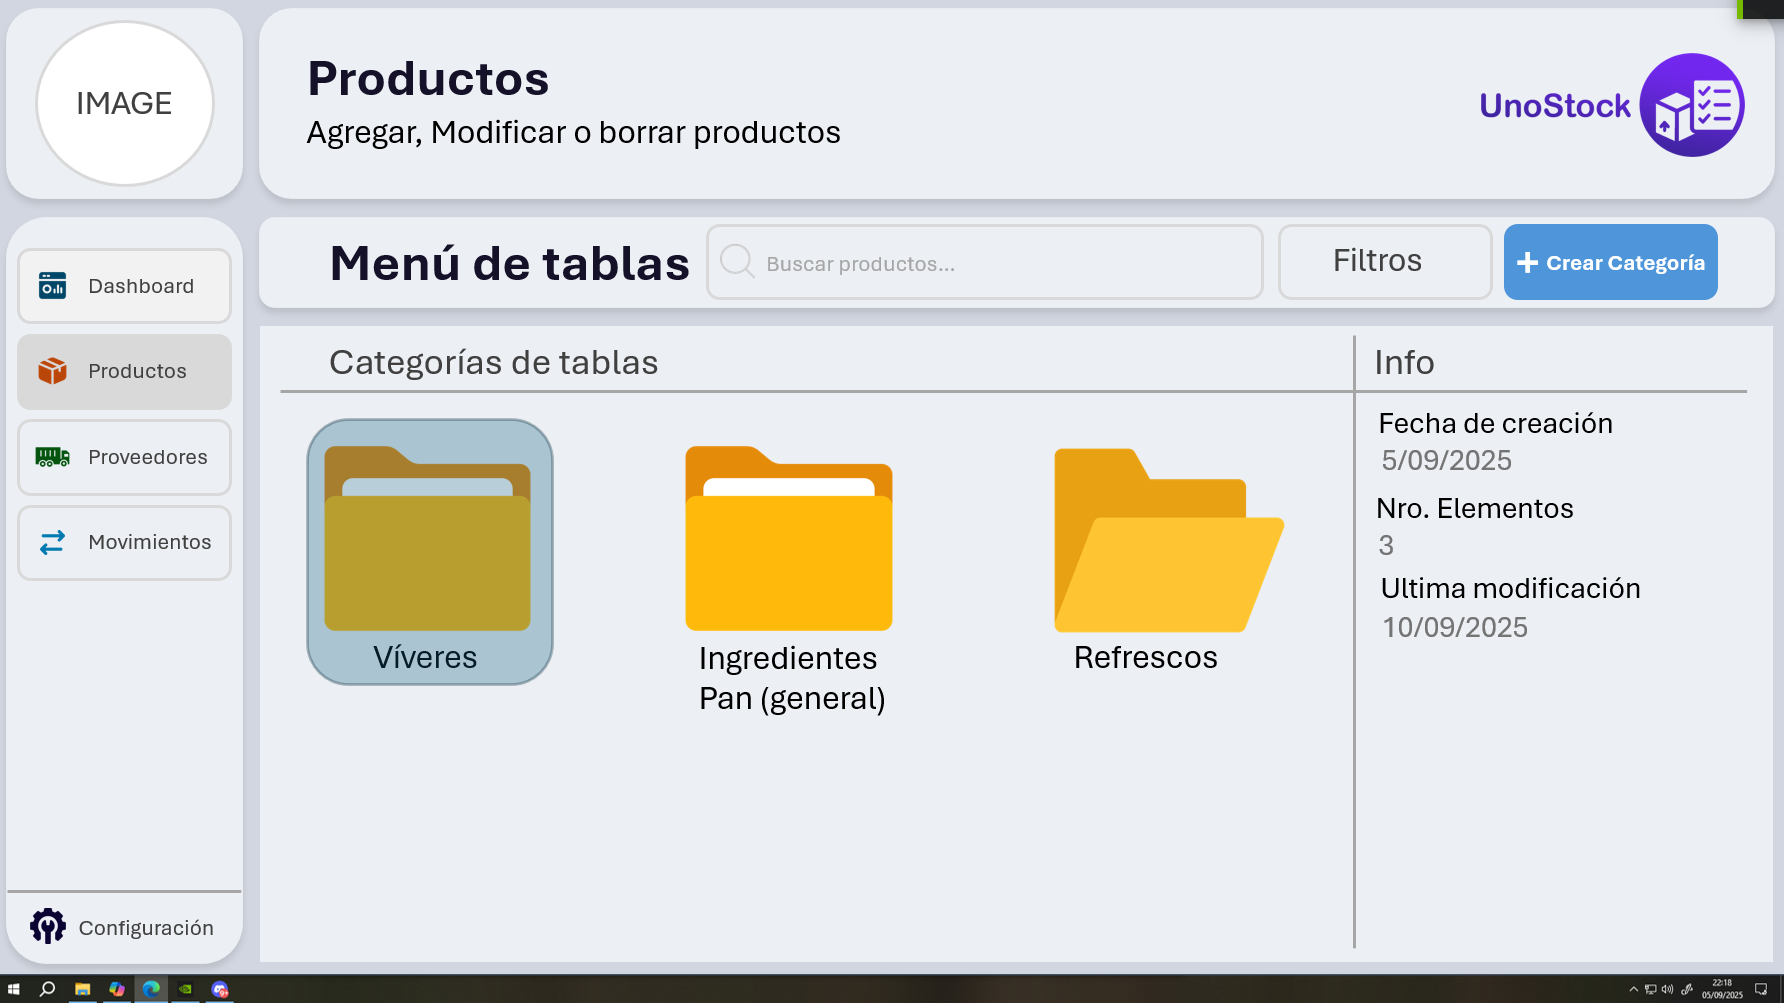 IMAGE
Productos
Agregar, Modificar o borrar productos
UnoStock
Dashboard
Productos
Proveedores
Movimientos
Configuración
Menú de tablas
Buscar productos...
Filtros
Crear Categoría
Categorías de tablas
Víveres
Ingredientes
Pan (general)
Refrescos
Info
Fecha de creación
5/09/2025
Nro. Elementos
3
Ultima modificación
10/09/2025
22:18
05/09/2025